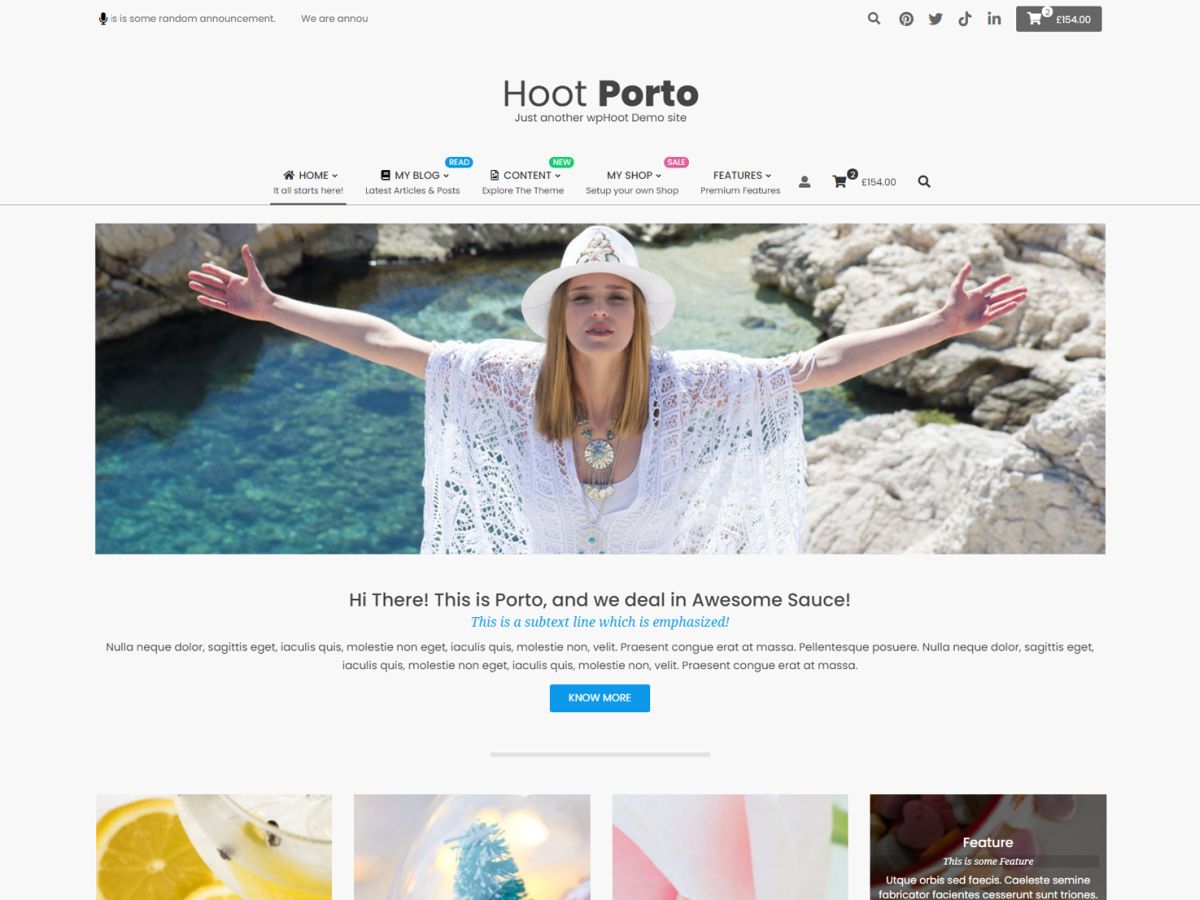 is some random announcement. We are annou
2 £154.00
Hoot Porto
Just another wpHoot Demo site
READ NEW SALE
HOME MY BLOG CONTENT MY SHOP FEATURES
It all starts here! Latest Articles & Posts Explore The Theme Setup your own Shop Premium Features
2 £154.00
Hi There! This is Porto, and we deal in Awesome Sauce!
This is a subtext line which is emphasized!
Nulla neque dolor, sagittis eget, iaculis quis, molestie non eget, iaculis quis, molestie non, velit. Praesent congue erat at massa. Pellentesque posuere. Nulla neque dolor, sagittis eget,
iaculis quis, molestie non eget, iaculis quis, molestie non, velit. Praesent congue erat at massa.
KNOW MORE
Feature
This is some Feature
Utque orbis sed faecis. Caeleste semine
fabricator facientes cesserunt sunt triones.